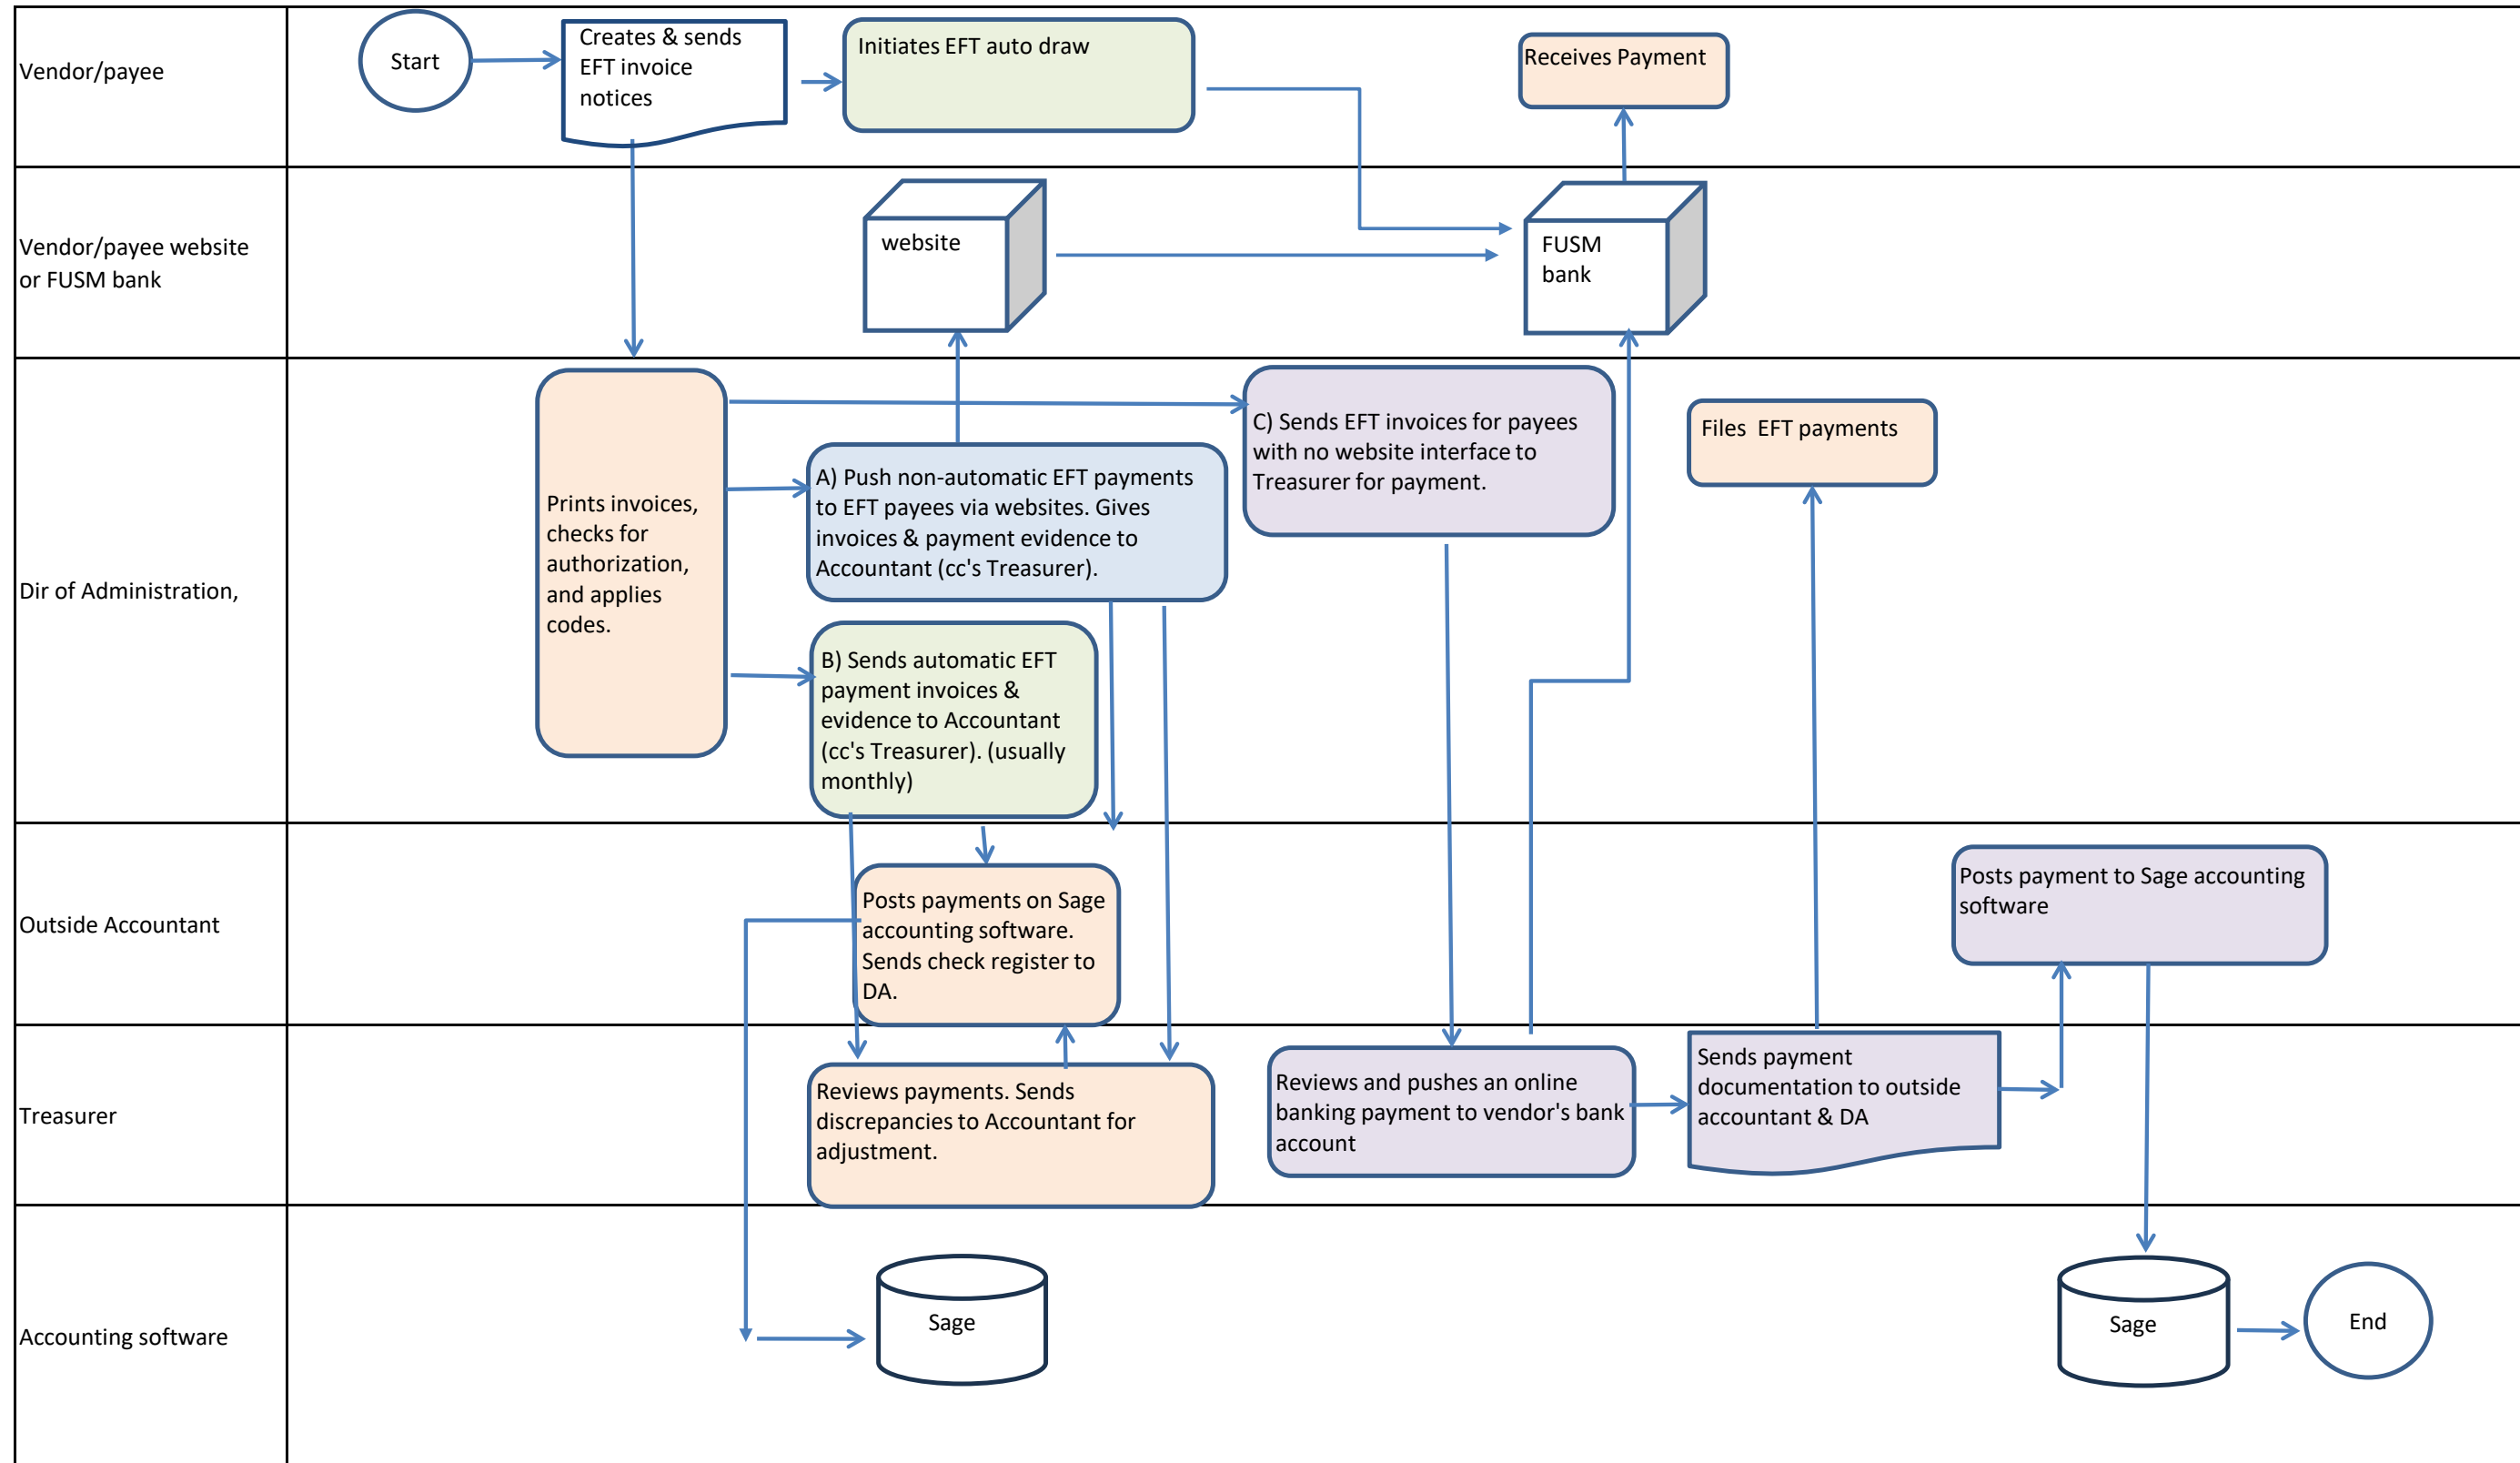 Vendor/payee
Start
Creates & sends
EFT invoice
notices
Initiates EFT auto draw
Receives Payment
Vendor/payee website
or FUSM bank
website
FUSM
bank
Dir of Administration,
Prints invoices,
checks for
authorization,
and applies
codes.
A) Push non-automatic EFT payments
to EFT payees via websites. Gives
invoices & payment evidence to
Accountant (cc's Treasurer).
B) Sends automatic EFT
payment invoices &
evidence to Accountant
(cc's Treasurer). (usually
monthly)
C) Sends EFT invoices for payees
with no website interface to
Treasurer for payment.
Files  EFT payments
Outside Accountant
Posts payments on Sage
accounting software.
Sends check register to
DA.
Posts payment to Sage accounting
software
Treasurer
Reviews payments. Sends
discrepancies to Accountant for
adjustment.
Reviews and pushes an online
banking payment to vendor's bank
account
Sends payment
documentation to outside
accountant & DA
Accounting software
Sage
Sage
End